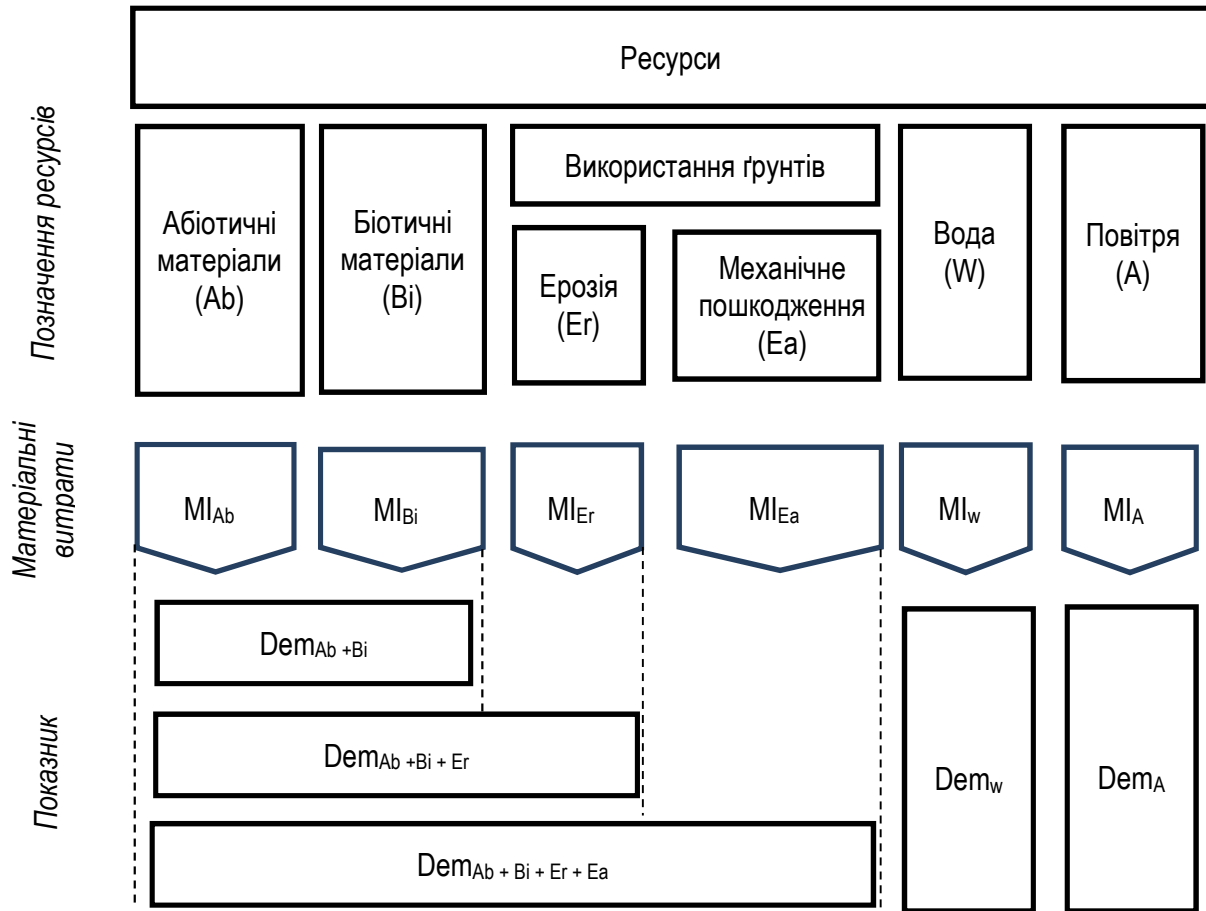 Ресурси
Позначення ресурсів
Абіотичні
матеріали
(Ab)
Біотичні
матеріали
(Bi)
Використання ґрунтів
Ерозія
(Er)
Механічне
пошкодження
(Ea)
Вода
(W)
Повітря
(A)
Матеріальні
витрати
MIAb
MIBi
MIEr
MIEa
MIw
MIA
Показник
DemAb +Bi
DemAb +Bi + Er
DemAb + Bi + Er + Ea
Demw
DemA